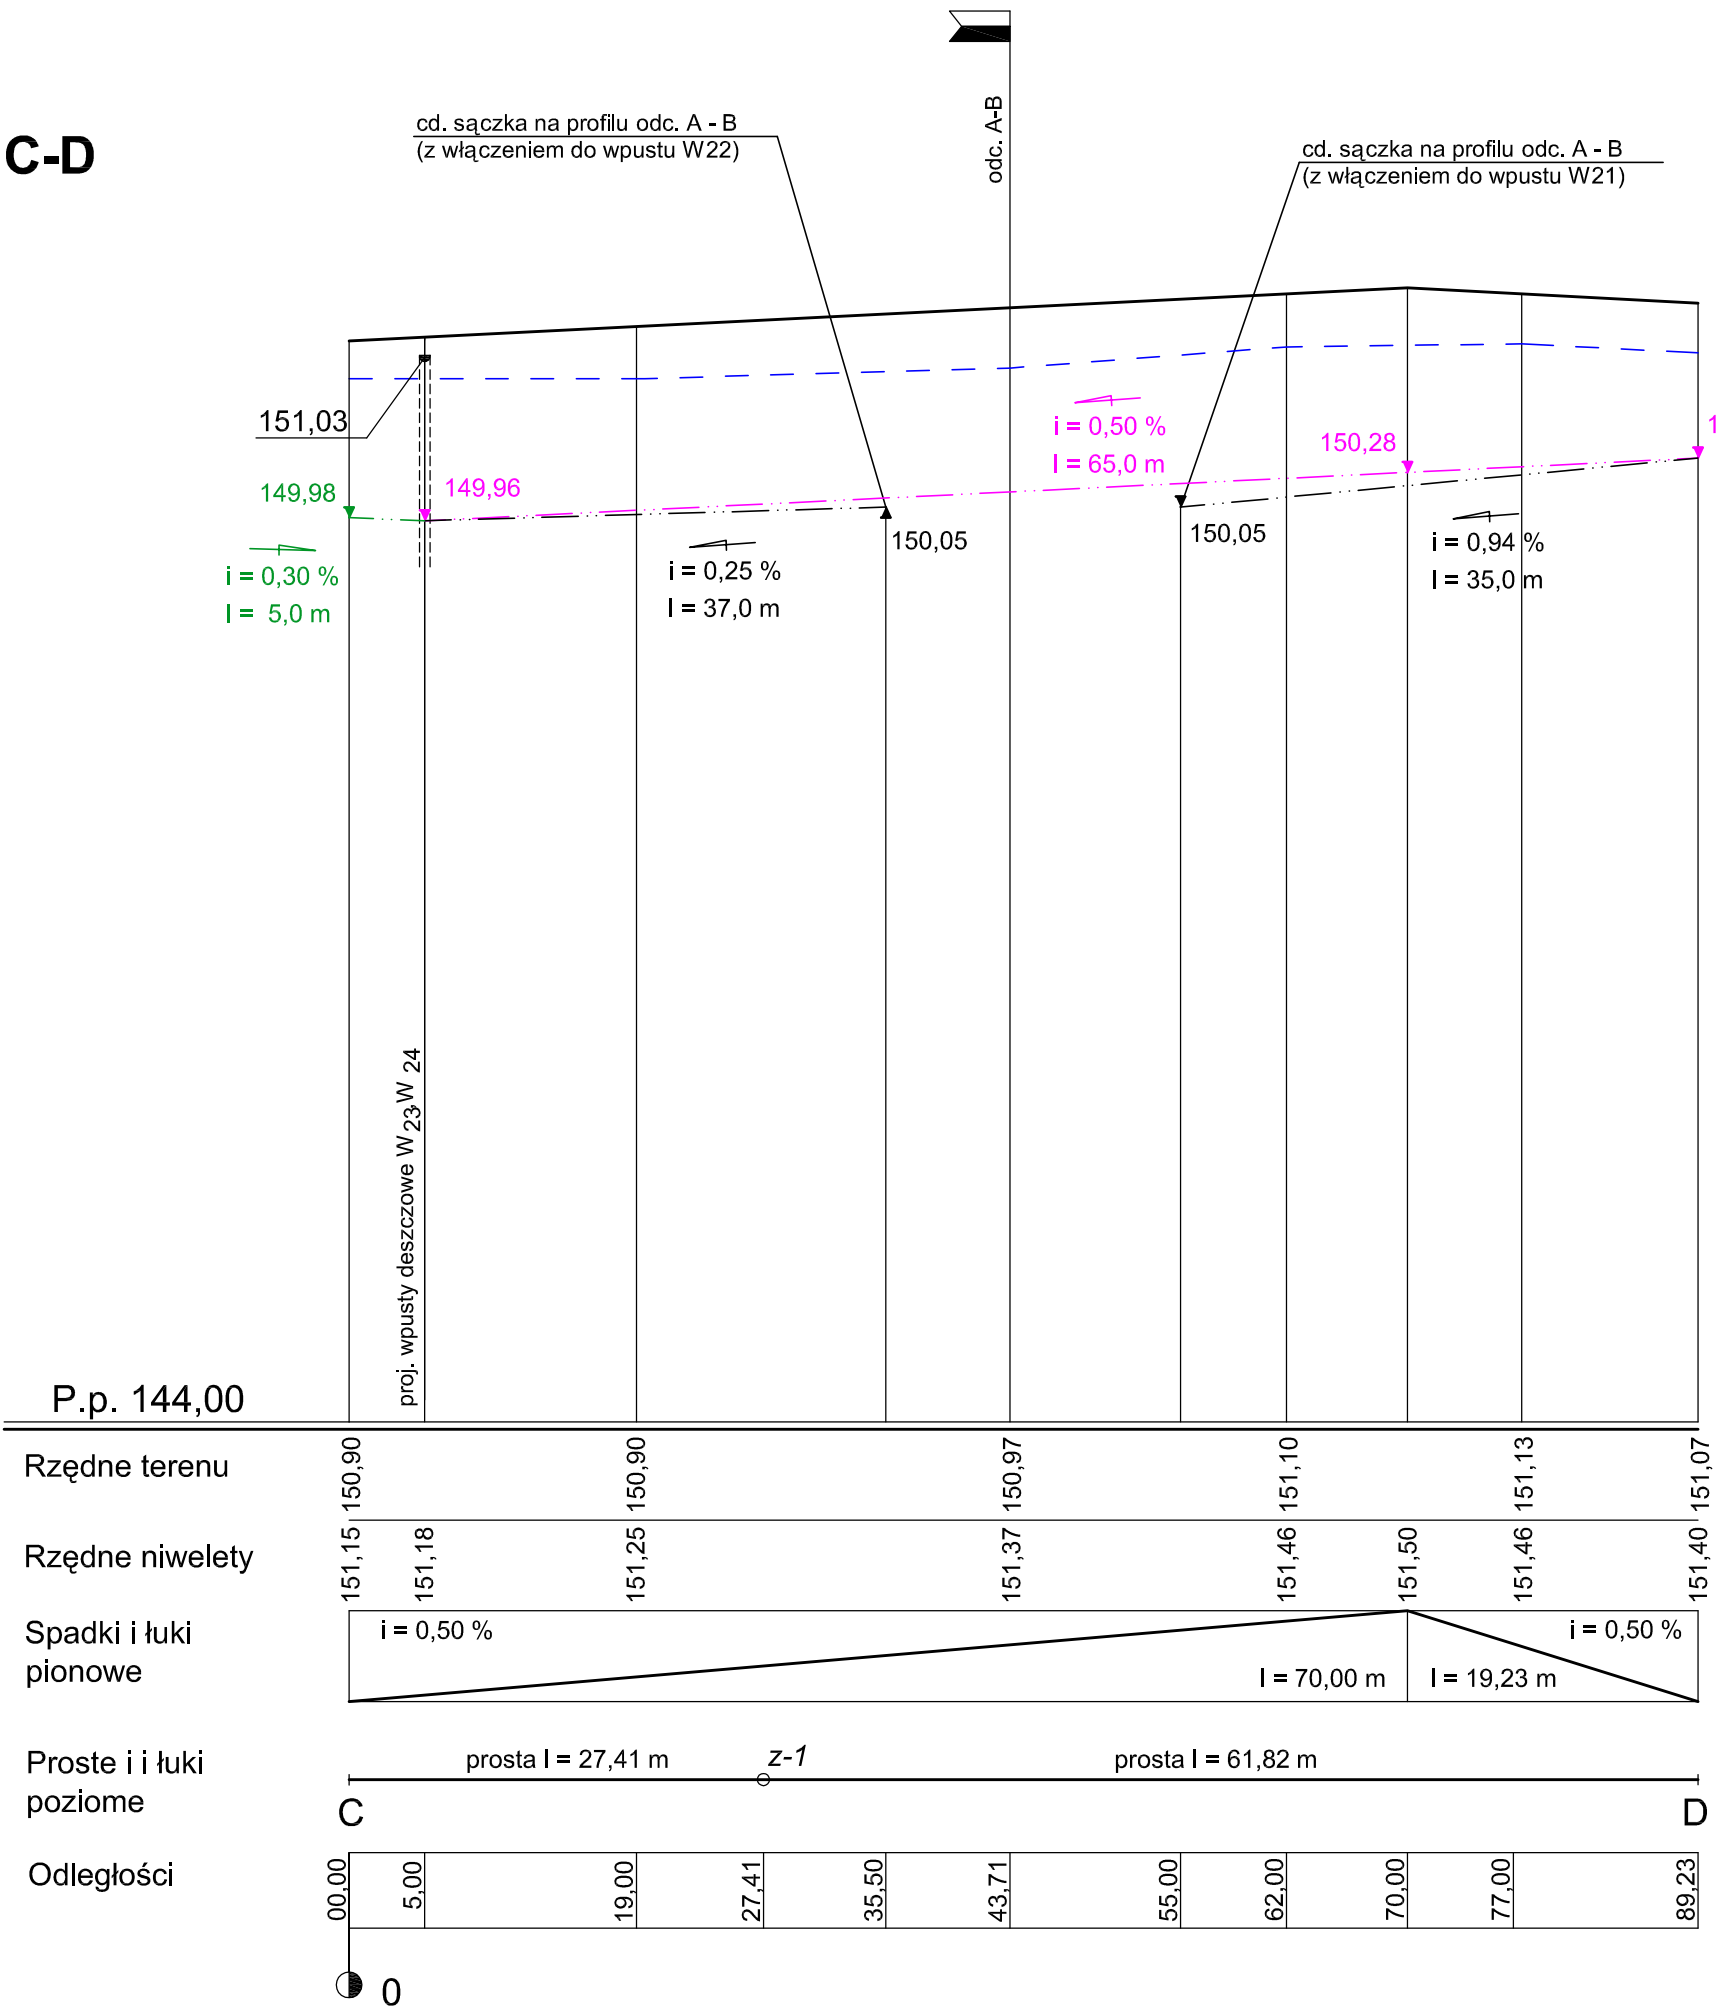 C-D
cd. sączka na profilu odc. A - B
(z włączeniem do wpustu W22)
odc. A-B
cd. sączka na profilu odc. A - B
(z włączeniem do wpustu W21)
151,03
149,98
149,96
i = 0,50 %
l = 65,0 m
150,28
1
i = 0,30 %
l = 5,0 m
i = 0,25 %
l = 37,0 m
150,05
150,05
i = 0,94 %
l = 35,0 m
proj. wpusty deszczowe W 23,W 24
P.p. 144,00
Rzędne terenu
150,90 150,90 150,97 151,10 151,13 151,07
Rzędne niwelety
151,15 151,18 151,25 151,37 151,46 151,50 151,46 151,40
Spadki i łuki
pionowe
i = 0,50 %
l = 70,00 m
l = 19,23 m
i = 0,50 %
Proste i i łuki
poziome
prosta l = 27,41 m
z-1
prosta l = 61,82 m
C
D
Odległości
00,00 5,00 19,00 27,41 35,50 43,71 55,00 62,00 70,00 77,00 89,23
0